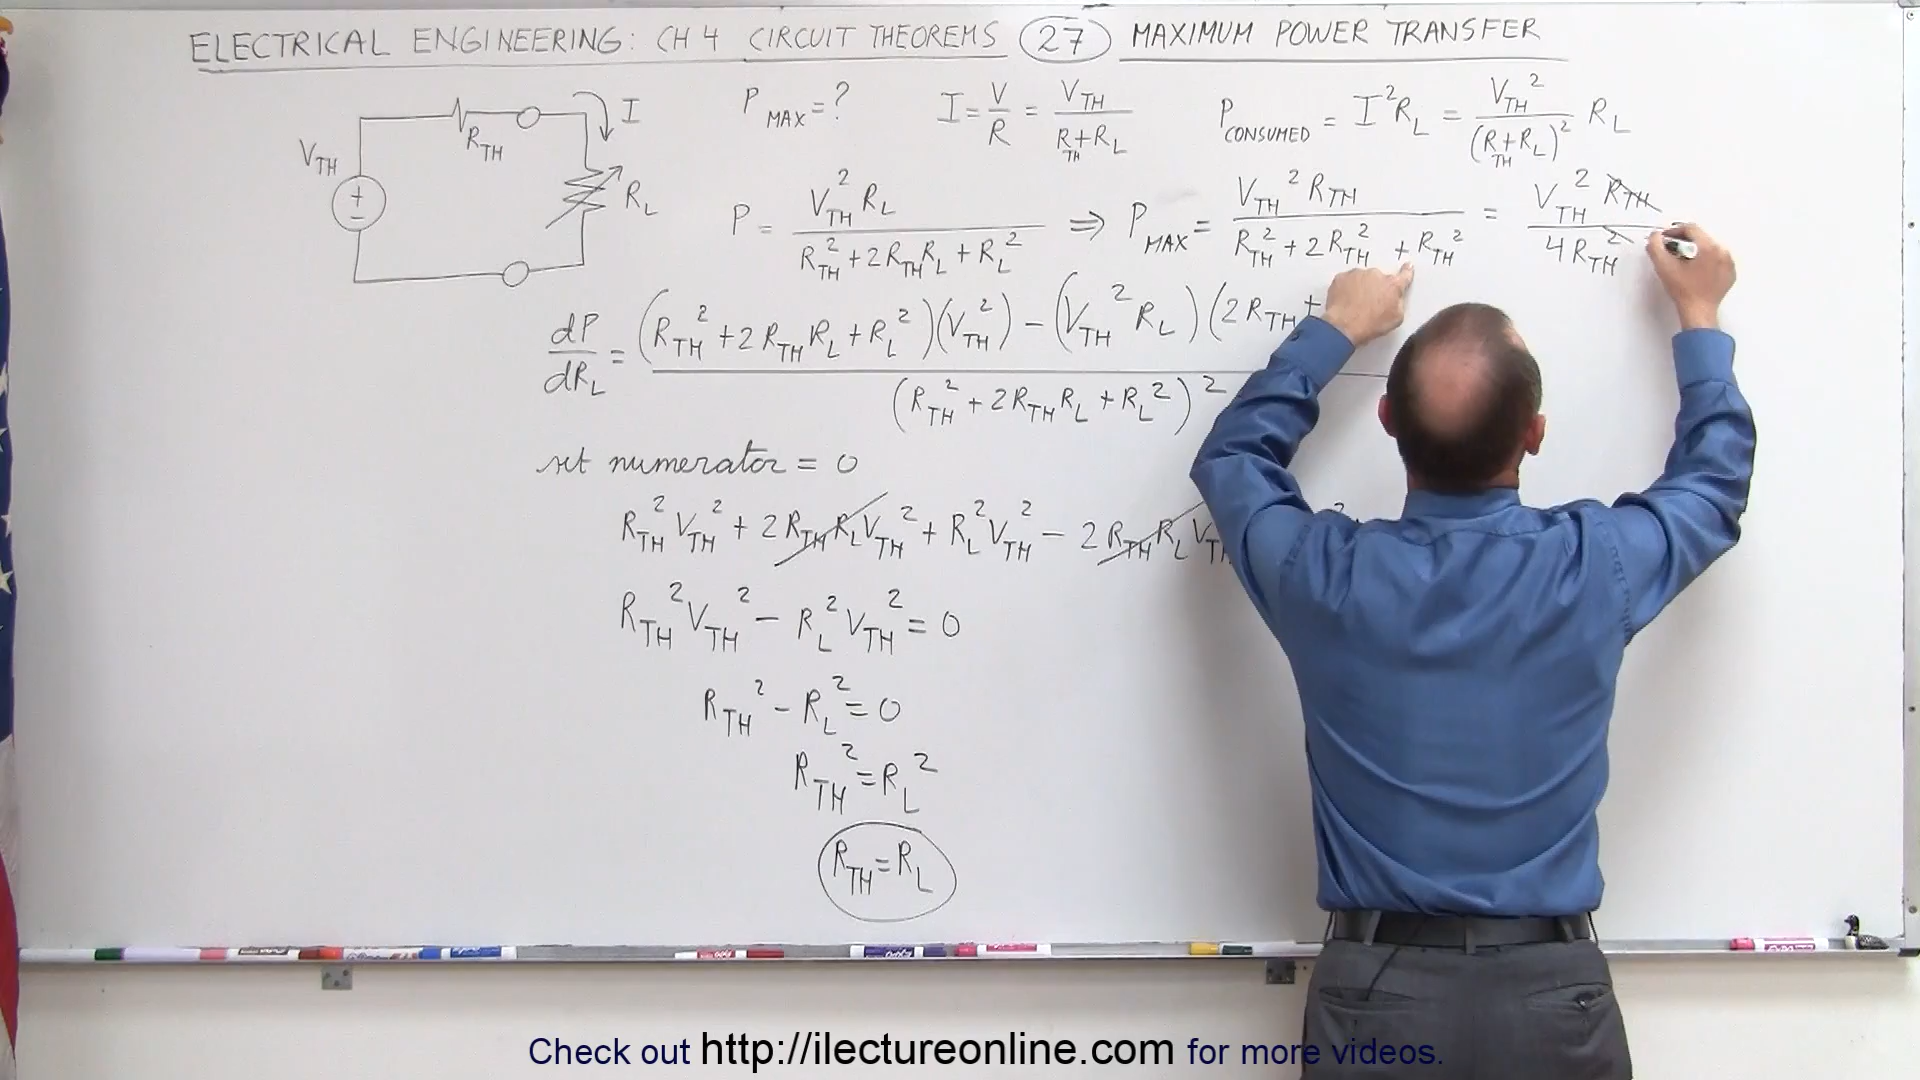 ELECTRICAL ENGINEERING: CH 4 CIRCUIT THEOREMS 27 MAXIMUM POWER TRANSFER
V_TH R_TH I R_L
P_MAX = ?
I = V/R = V_TH/(R_TH + R_L)
P_CONSUMED = I² R_L = V_TH²/(R_TH + R_L)² R_L
P = V_TH² R_L/(R_TH² + 2R_TH R_L + R_L²) ⇒ P_MAX = V_TH² R_TH/(R_TH² + 2R_TH² + R_TH²) = V_TH² R_TH/4R_TH²
dP/dR_L = (R_TH² + 2R_TH R_L + R_L²)(V_TH²) − (V_TH² R_L)(2R_TH +
(R_TH² + 2R_TH R_L + R_L²)²
set numerator = 0
R_TH² V_TH² + 2R_TH R_L V_TH² + R_L² V_TH² − 2R_TH R_L
R_TH² V_TH² − R_L² V_TH² = 0
R_TH² − R_L² = 0
R_TH² = R_L²
R_TH = R_L
Check out http://ilectureonline.com for more videos.